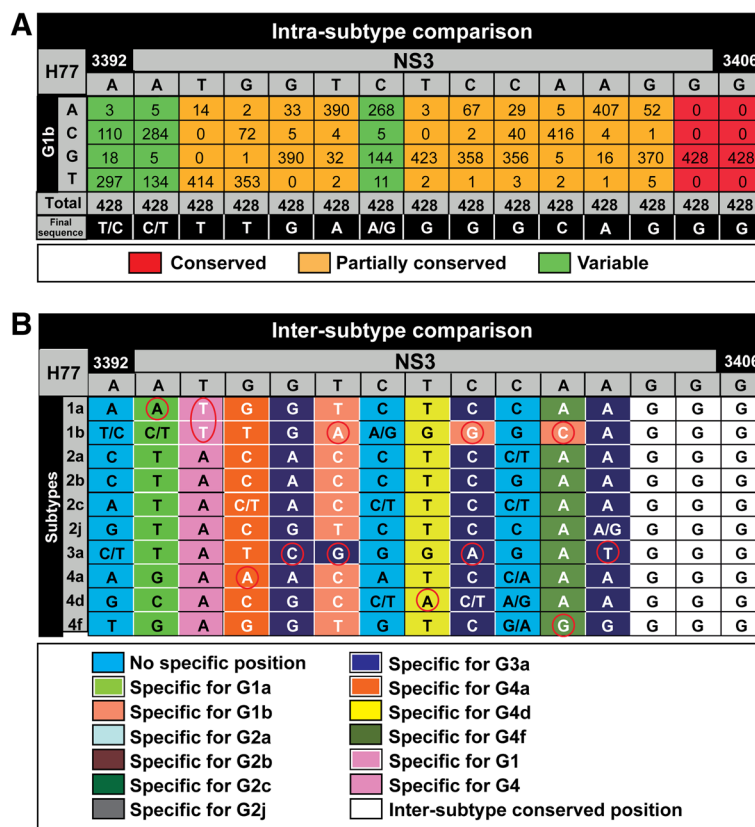 A
Intra-subtype comparison
3392 NS3 3406
H77 A A T G G T C T C C A A G G G
G1b
A 3 5 14 2 33 390 268 3 67 29 5 407 52 0 0
C 110 284 0 72 5 4 5 0 2 40 416 4 1 0 0
G 18 5 0 1 390 32 144 423 358 356 5 16 370 428 428
T 297 134 414 353 0 2 11 2 1 3 2 1 5 0 0
Total 428 428 428 428 428 428 428 428 428 428 428 428 428 428 428
Final sequence T/C C/T T T G A A/G G G G C A G G G
Conserved Partially conserved Variable
B
Inter-subtype comparison
3392 NS3 3406
H77 A A T G G T C T C C A A G G G
Subtypes
1a A A T G G T C T C C A A G G G
1b T/C C/T T T G A A/G G G G C A G G G
2a C T A C A C C T C C/T A A G G G
2b C T A C A C C T C G A A G G G
2c A T A C/T A C C/T T C/T C/T A A G G G
2j G T A C G T C T C C A A/G G G G
3a C/T T A T C G G G A G A T G G G
4a A G A A A C A T C C/A A A G G G
4d G C A C G C C/T A C/T A/G A A G G G
4f T G A G G T G T C G/A G G G G G
No specific position
Specific for G1a
Specific for G1b
Specific for G2a
Specific for G2b
Specific for G2c
Specific for G2j
Specific for G3a
Specific for G4a
Specific for G4d
Specific for G4f
Specific for G1
Specific for G4
Inter-subtype conserved position